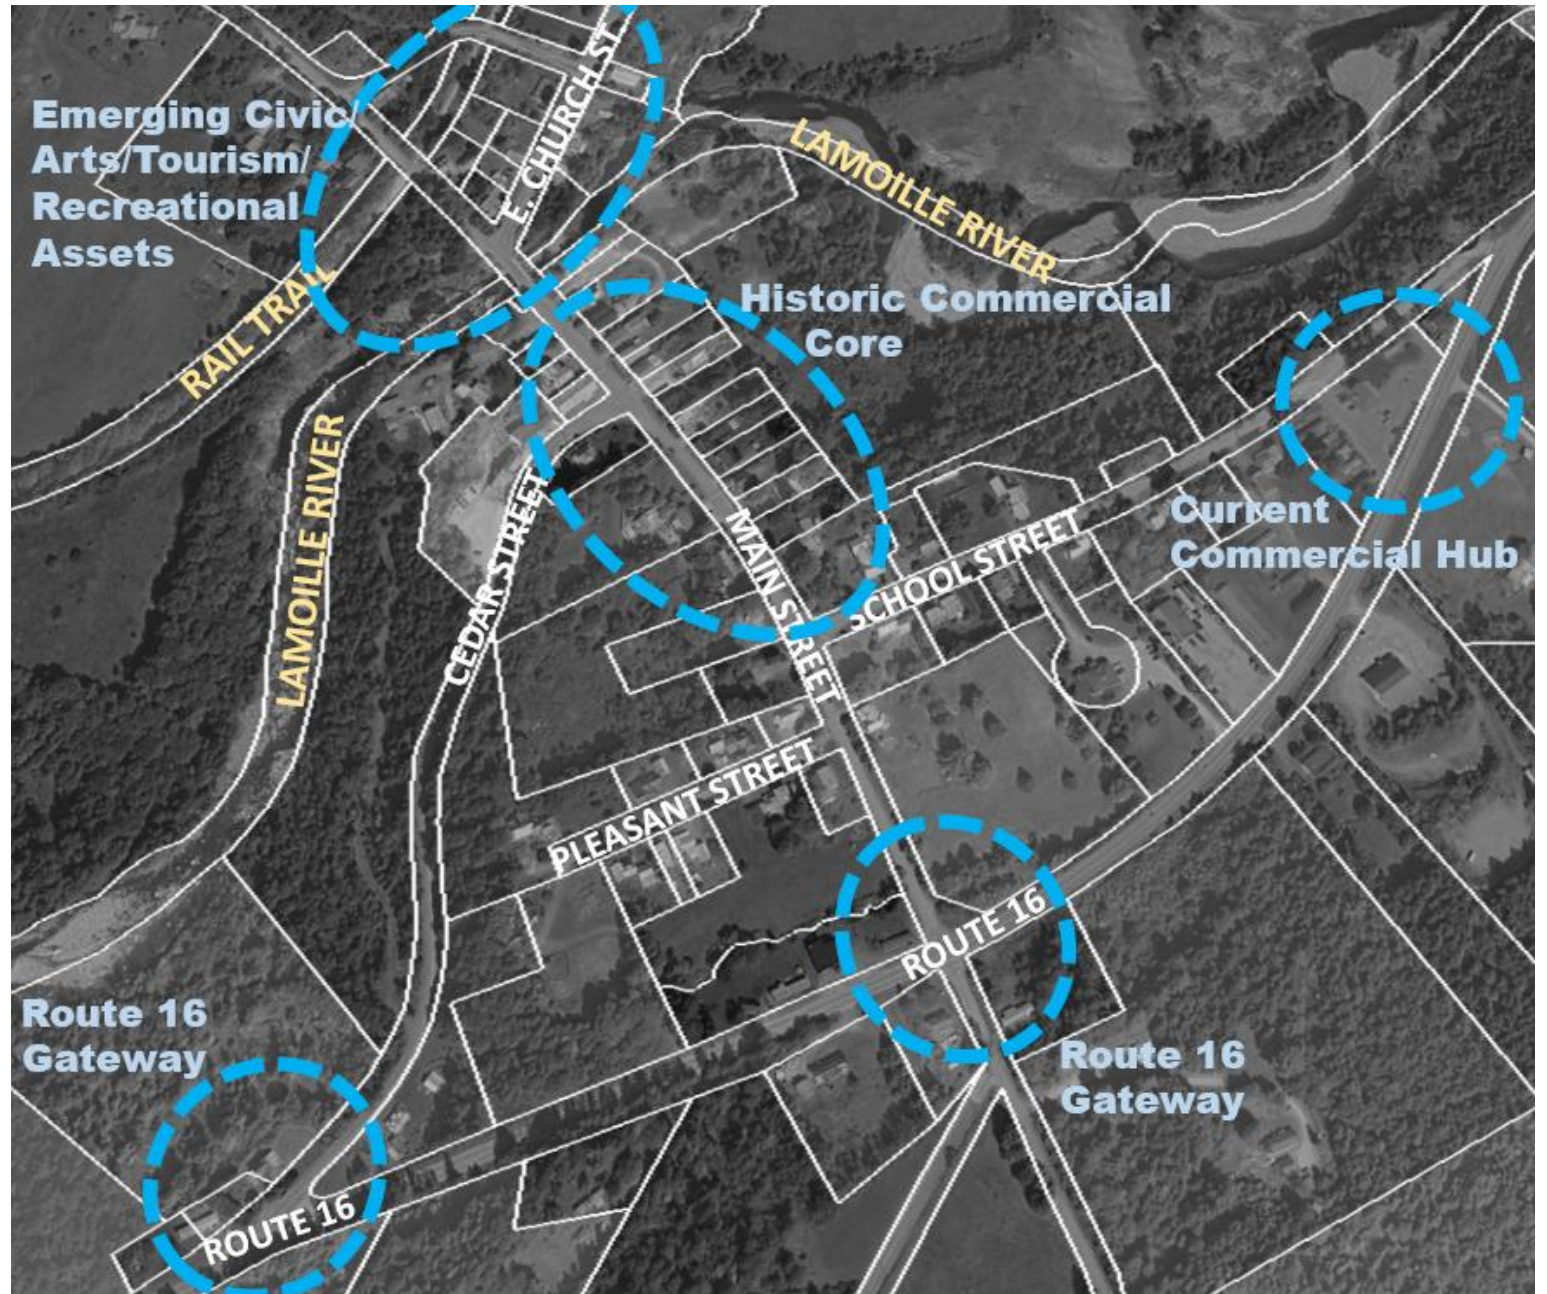 E. CHURCH ST.
Emerging Civic/
Arts/Tourism/
Recreational
Assets
LAMOILLE RIVER
RAIL TRAIL
Historic Commercial
Core
LAMOILLE RIVER
CEDAR STREET
MAIN STREET
SCHOOL STREET
Current
Commercial Hub
PLEASANT STREET
ROUTE 16
Route 16
Gateway
Route 16
Gateway
ROUTE 16